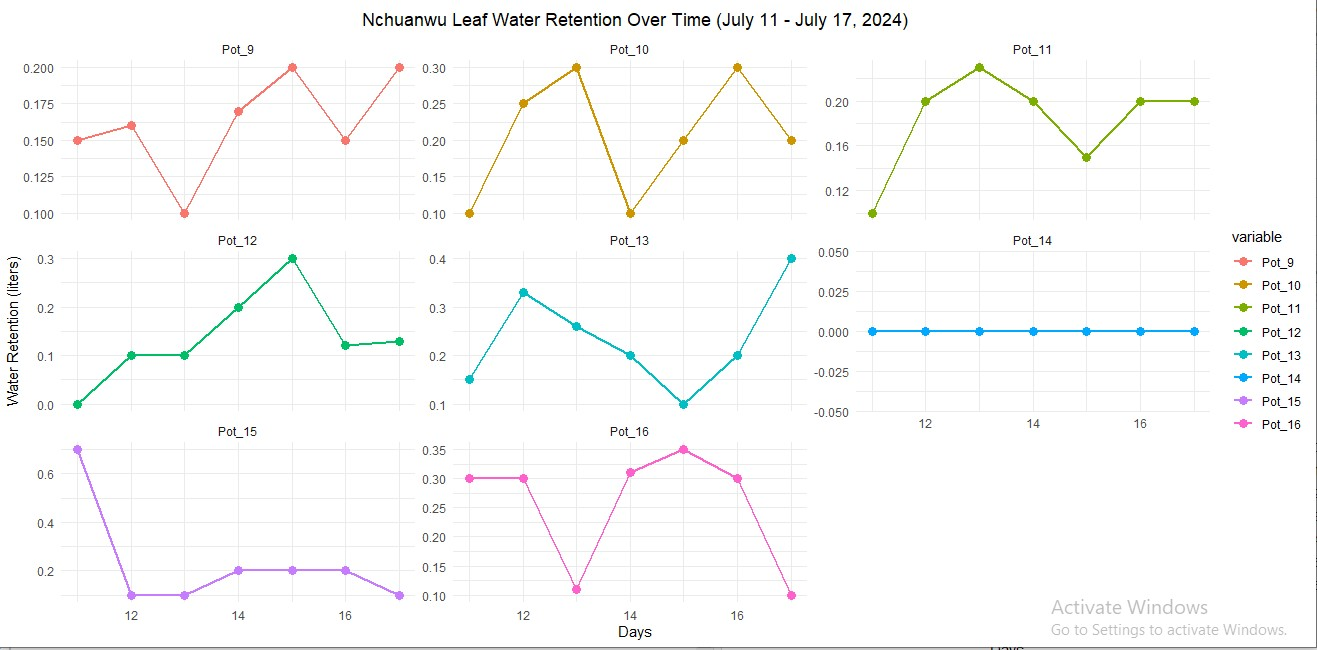 Nchuanwu Leaf Water Retention Over Time (July 11 - July 17, 2024)
Pot_9
0.200
0.175
0.150
0.125
0.100
Pot_10
0.30
0.25
0.20
0.15
0.10
Pot_11
0.20
0.16
0.12
Water Retention (liters)
Pot_12
0.3
0.2
0.1
0.0
Pot_13
0.4
0.3
0.2
0.1
Pot_14
0.050
0.025
0.000
-0.025
-0.050
12 14 16
Pot_15
0.6
0.4
0.2
12 14 16
Pot_16
0.35
0.30
0.25
0.20
0.15
0.10
12 14 16
Days
variable
Pot_9
Pot_10
Pot_11
Pot_12
Pot_13
Pot_14
Pot_15
Pot_16
Activate Windows
Go to Settings to activate Windows.